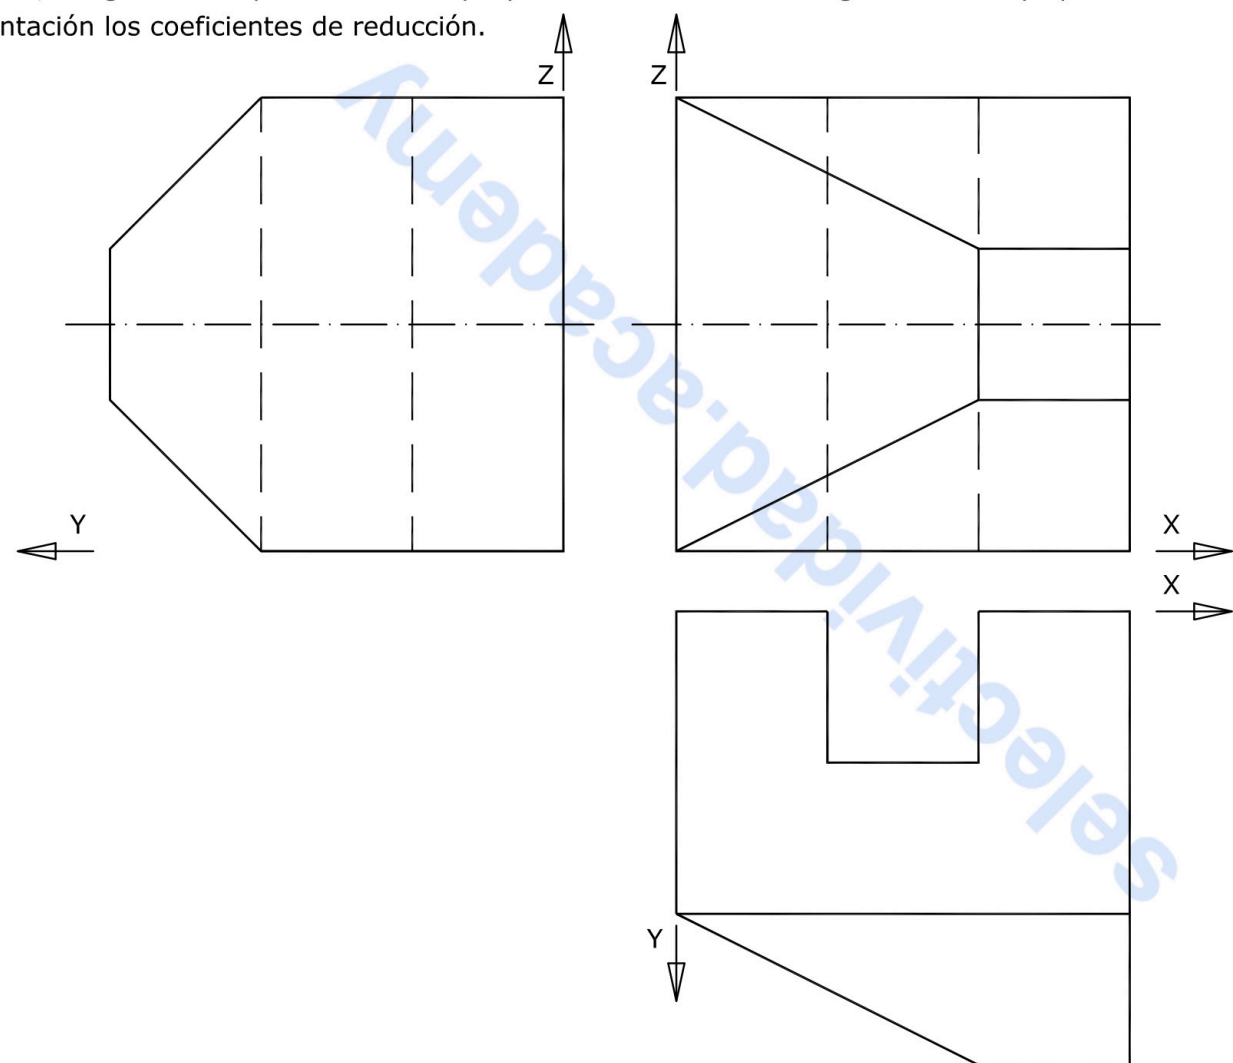 ntación los coeficientes de reducción.
Z
Z
Y
X
X
Y
selectividad.academy